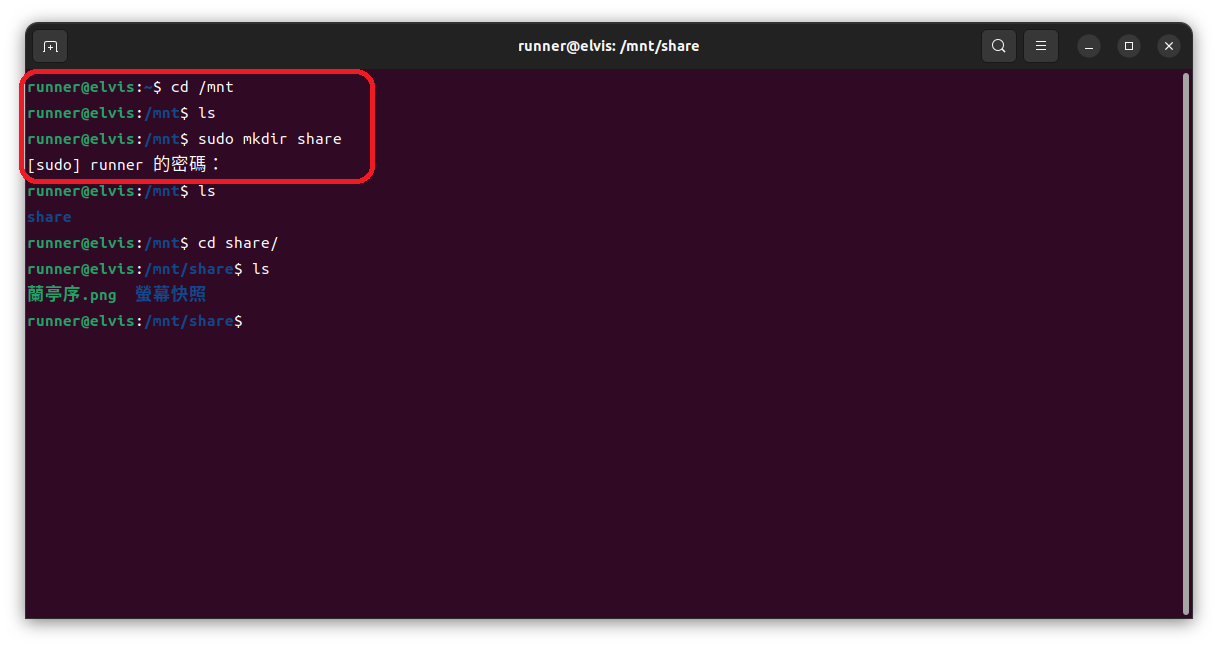 runner@elvis: /mnt/share
runner@elvis:~$ cd /mnt
runner@elvis:/mnt$ ls
runner@elvis:/mnt$ sudo mkdir share
[sudo] runner 的密碼：
runner@elvis:/mnt$ ls
share
runner@elvis:/mnt$ cd share/
runner@elvis:/mnt/share$ ls
蘭亭序.png  螢幕快照
runner@elvis:/mnt/share$